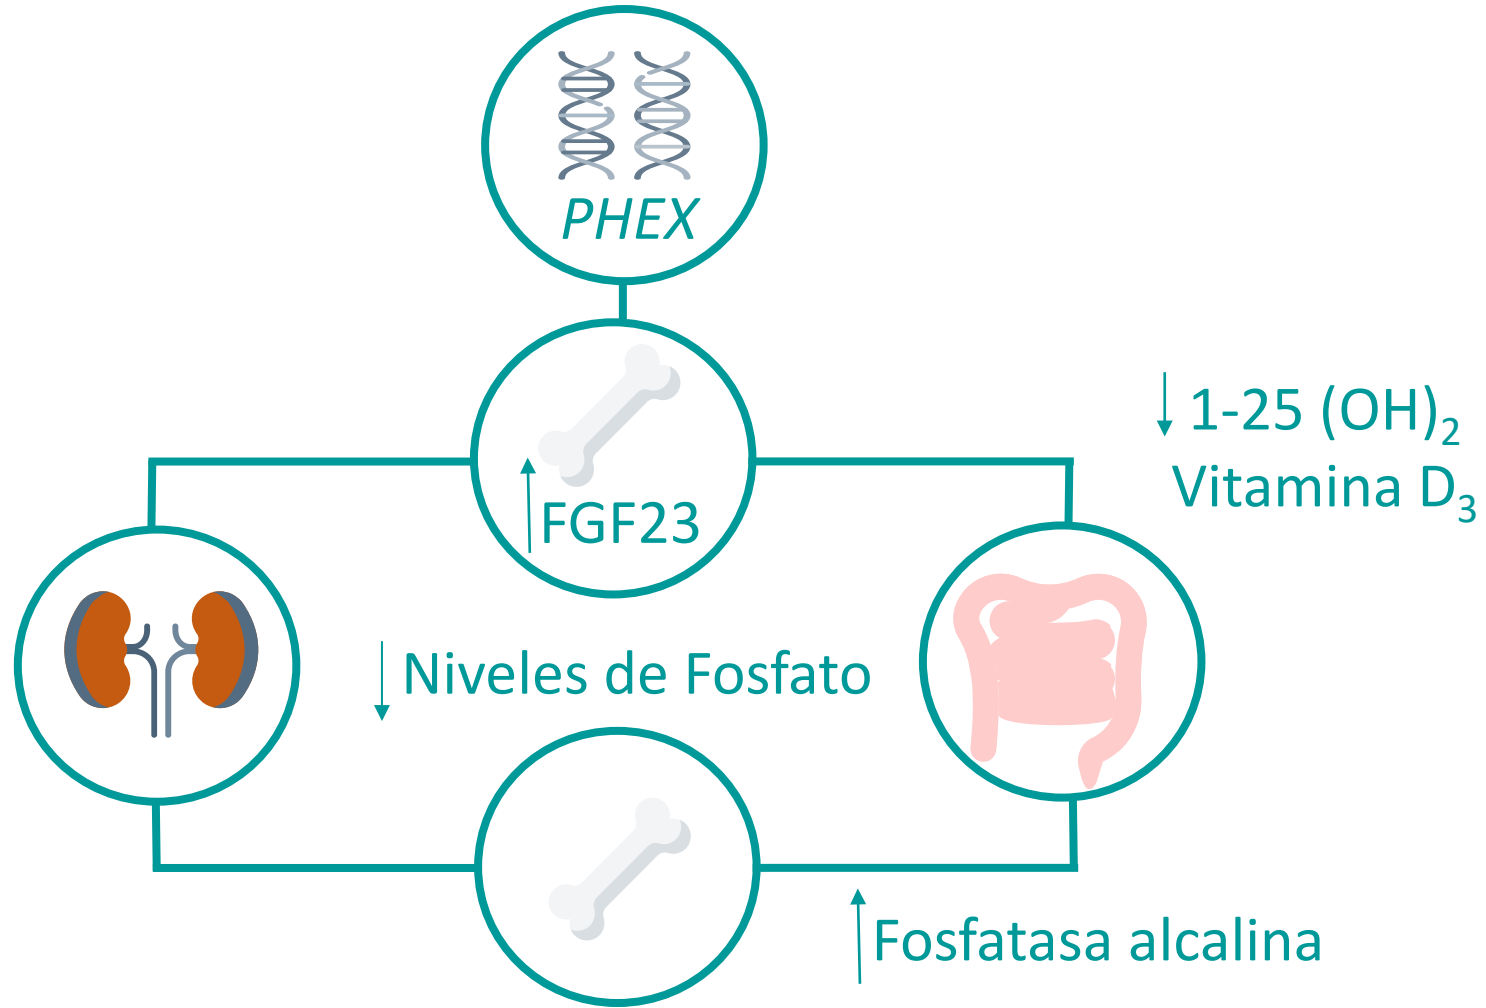 PHEX
↑FGF23
↓ 1-25 (OH)₂
Vitamina D₃
↓ Niveles de Fosfato
↑Fosfatasa alcalina